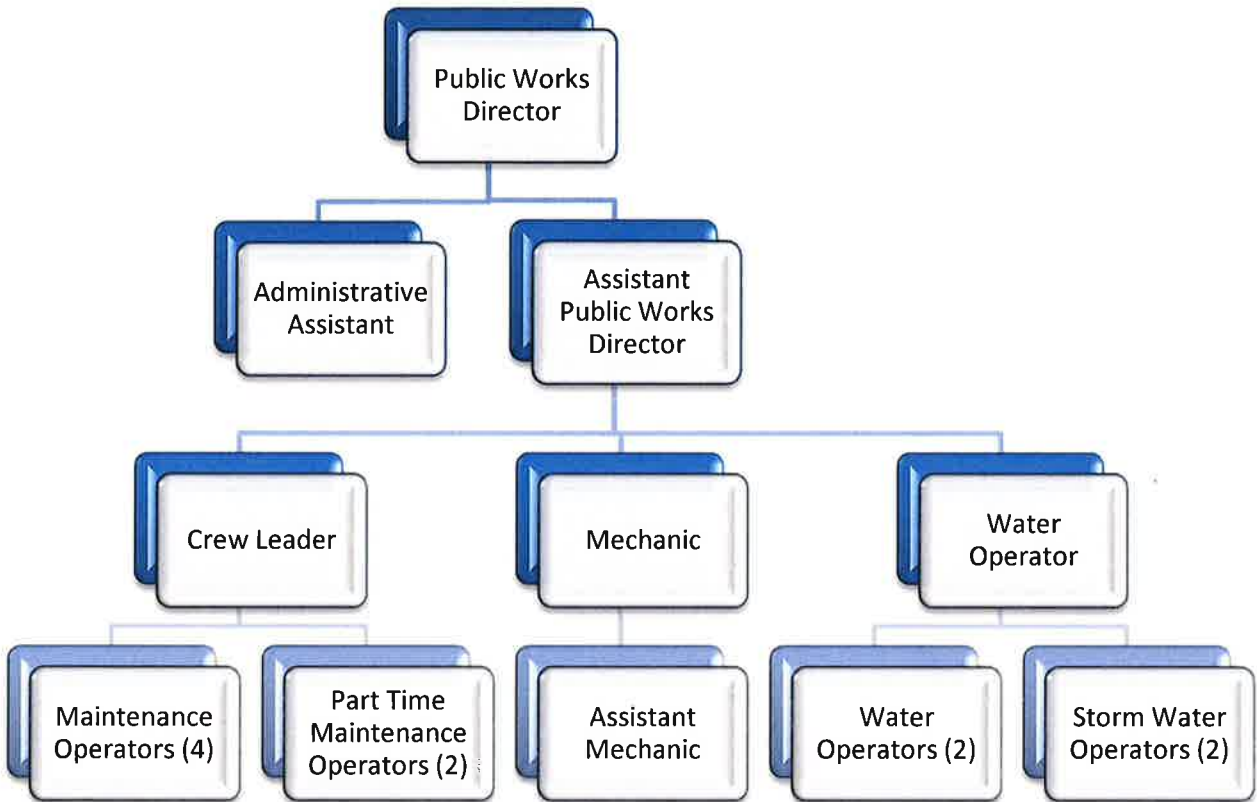 Public Works
Director
Administrative
Assistant
Assistant
Public Works
Director
Crew Leader
Mechanic
Water
Operator
Maintenance
Operators (4)
Part Time
Maintenance
Operators (2)
Assistant
Mechanic
Water
Operators (2)
Storm Water
Operators (2)